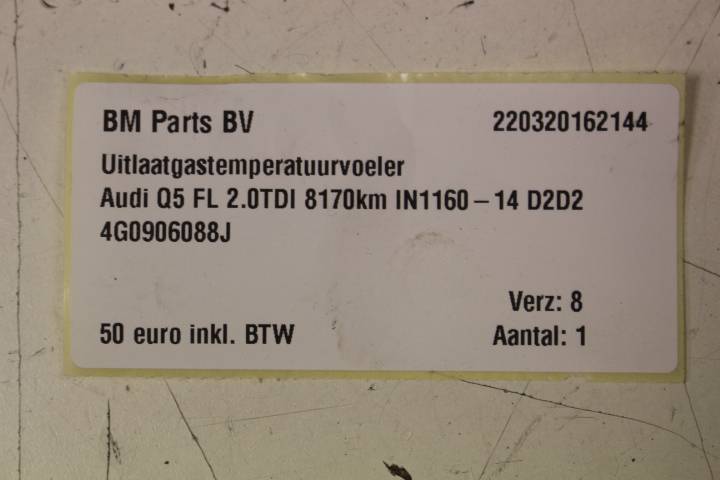 BM Parts BV 220320162144
Uitlaatgastemperatuurvoeler
Audi Q5 FL 2.0TDI 8170km IN1160-14 D2D2
4G0906088J
Verz: 8
50 euro inkl. BTW Aantal: 1